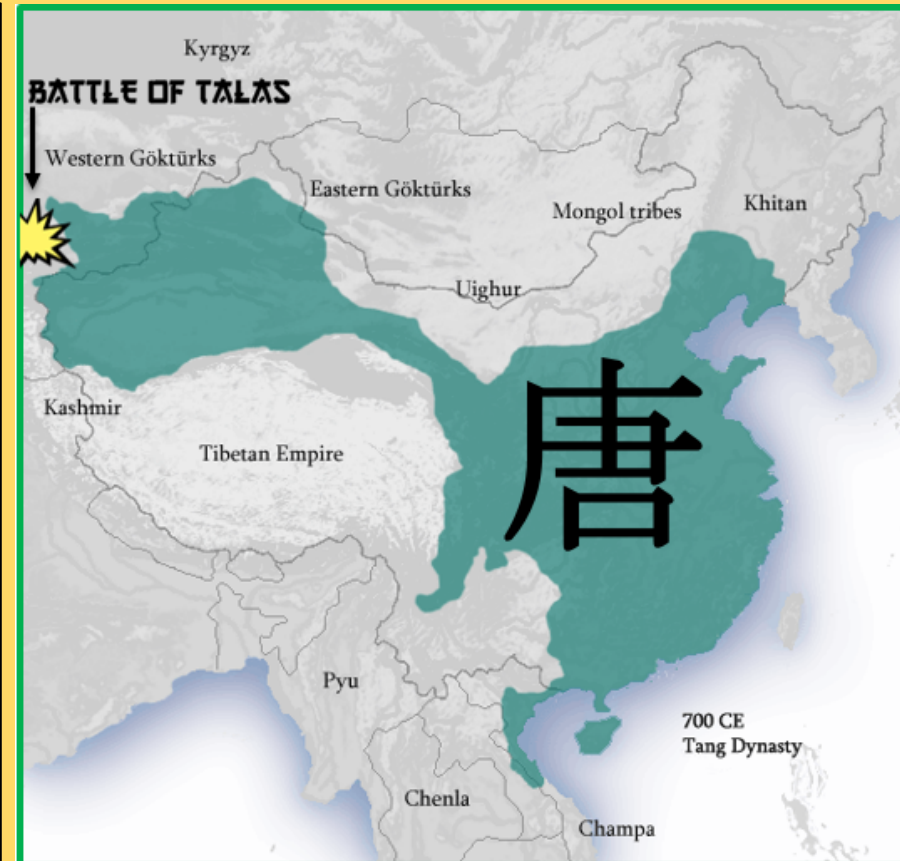 Kyrgyz
BATTLE OF TALAS
Western Göktürks
Eastern Göktürks
Mongol tribes
Khitan
Uighur
唐
Kashmir
Tibetan Empire
Pyu
700 CE
Tang Dynasty
Chenla
Champa